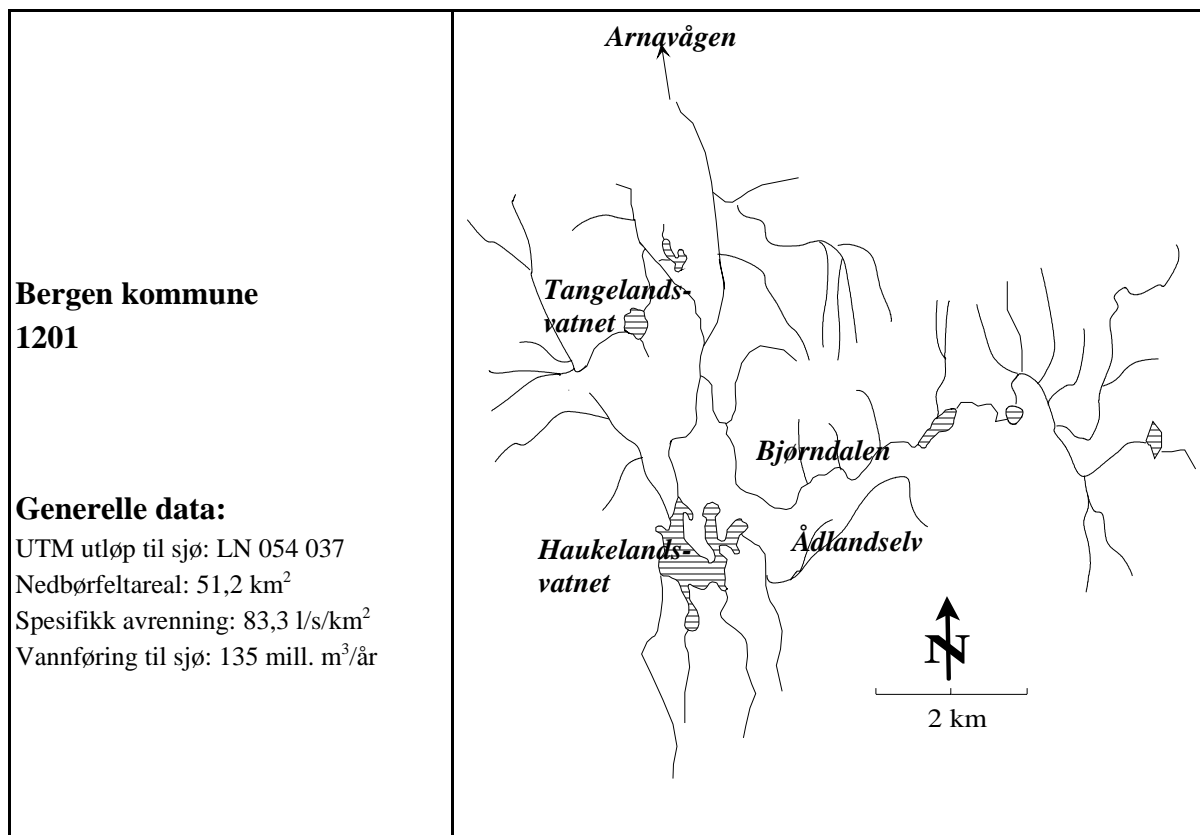 Bergen kommune
1201
Generelle data:
UTM utløp til sjø: LN 054 037
Nedbørfeltareal: 51,2 km²
Spesifikk avrenning: 83,3 l/s/km²
Vannføring til sjø: 135 mill. m³/år
Arnavågen
Tangelands-
vatnet
Bjørndalen
Haukelands-
vatnet
Ådlandselv
N
2 km